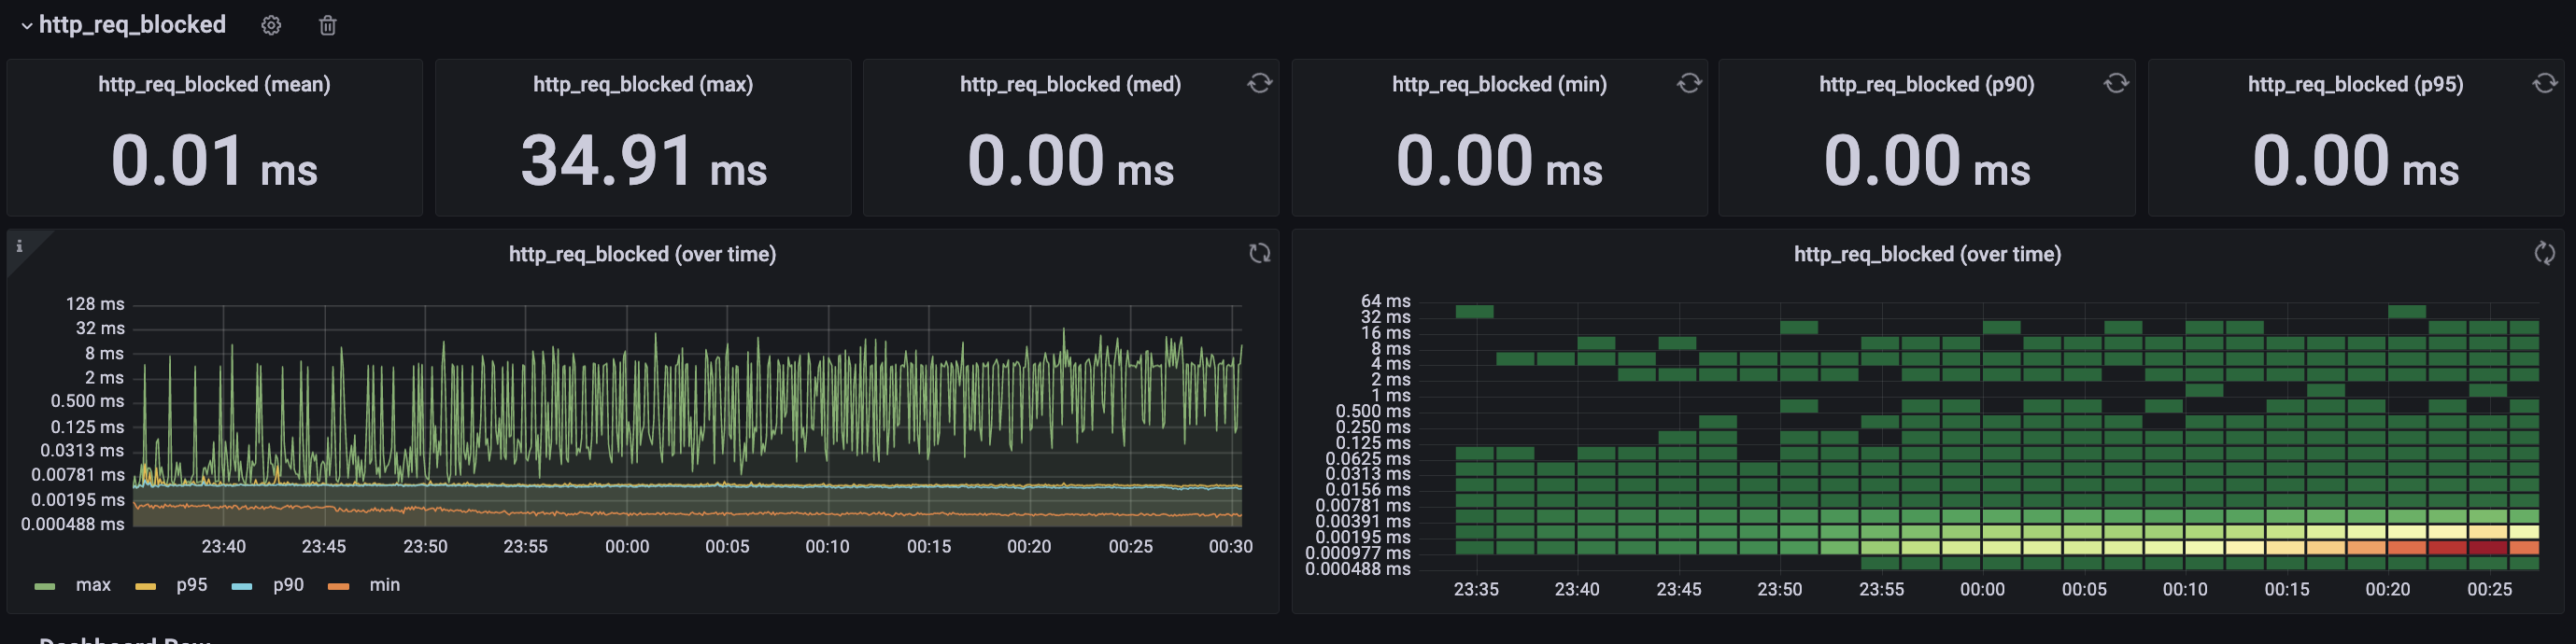 http_req_blocked
http_req_blocked (mean)
0.01 ms
http_req_blocked (max)
34.91 ms
http_req_blocked (med)
0.00 ms
http_req_blocked (min)
0.00 ms
http_req_blocked (p90)
0.00 ms
http_req_blocked (p95)
0.00 ms
i
http_req_blocked (over time)
128 ms
32 ms
8 ms
2 ms
0.500 ms
0.125 ms
0.0313 ms
0.00781 ms
0.00195 ms
0.000488 ms
23:40 23:45 23:50 23:55 00:00 00:05 00:10 00:15 00:20 00:25 00:30
max p95 p90 min
http_req_blocked (over time)
64 ms
32 ms
16 ms
8 ms
4 ms
2 ms
1 ms
0.500 ms
0.250 ms
0.125 ms
0.0625 ms
0.0313 ms
0.0156 ms
0.00781 ms
0.00391 ms
0.00195 ms
0.000977 ms
0.000488 ms
23:35 23:40 23:45 23:50 23:55 00:00 00:05 00:10 00:15 00:20 00:25
Dashboard Row